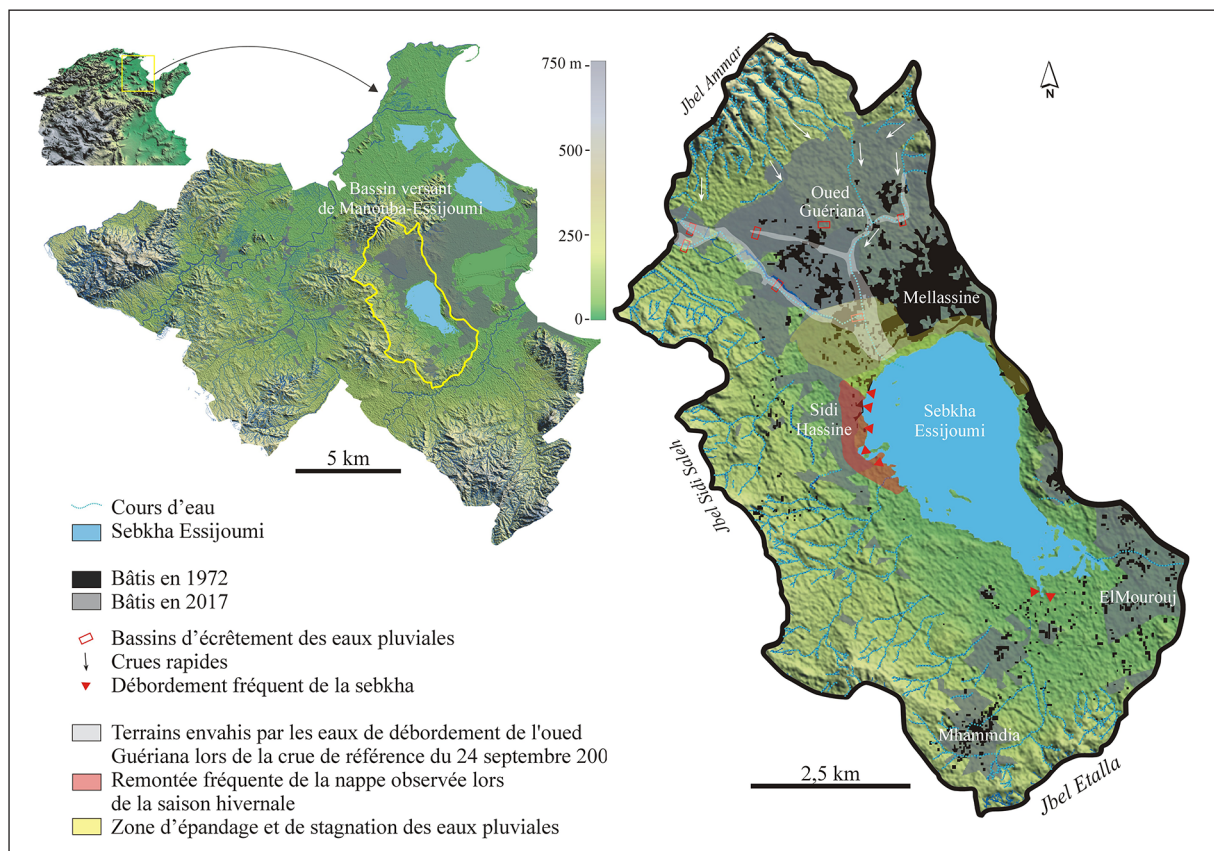 750 m
500
250
0
Bassin versant
de Manouba-Essijoumi
5 km
Cours d'eau
Sebkha Essijoumi
Bâtis en 1972
Bâtis en 2017
Bassins d'écrêtement des eaux pluviales
Crues rapides
Débordement fréquent de la sebkha
Terrains envahis par les eaux de débordement de l'oued
Guériana lors de la crue de référence du 24 septembre 200
Remontée fréquente de la nappe observée lors
de la saison hivernale
Zone d'épandage et de stagnation des eaux pluviales
Jbel Ammar
N
Oued
Guériana
Mellassine
Sidi
Hassine
Sebkha
Essijoumi
Jbel Sidi Saleh
ElMourouj
Mhammdia
Jbel Etalla
2,5 km